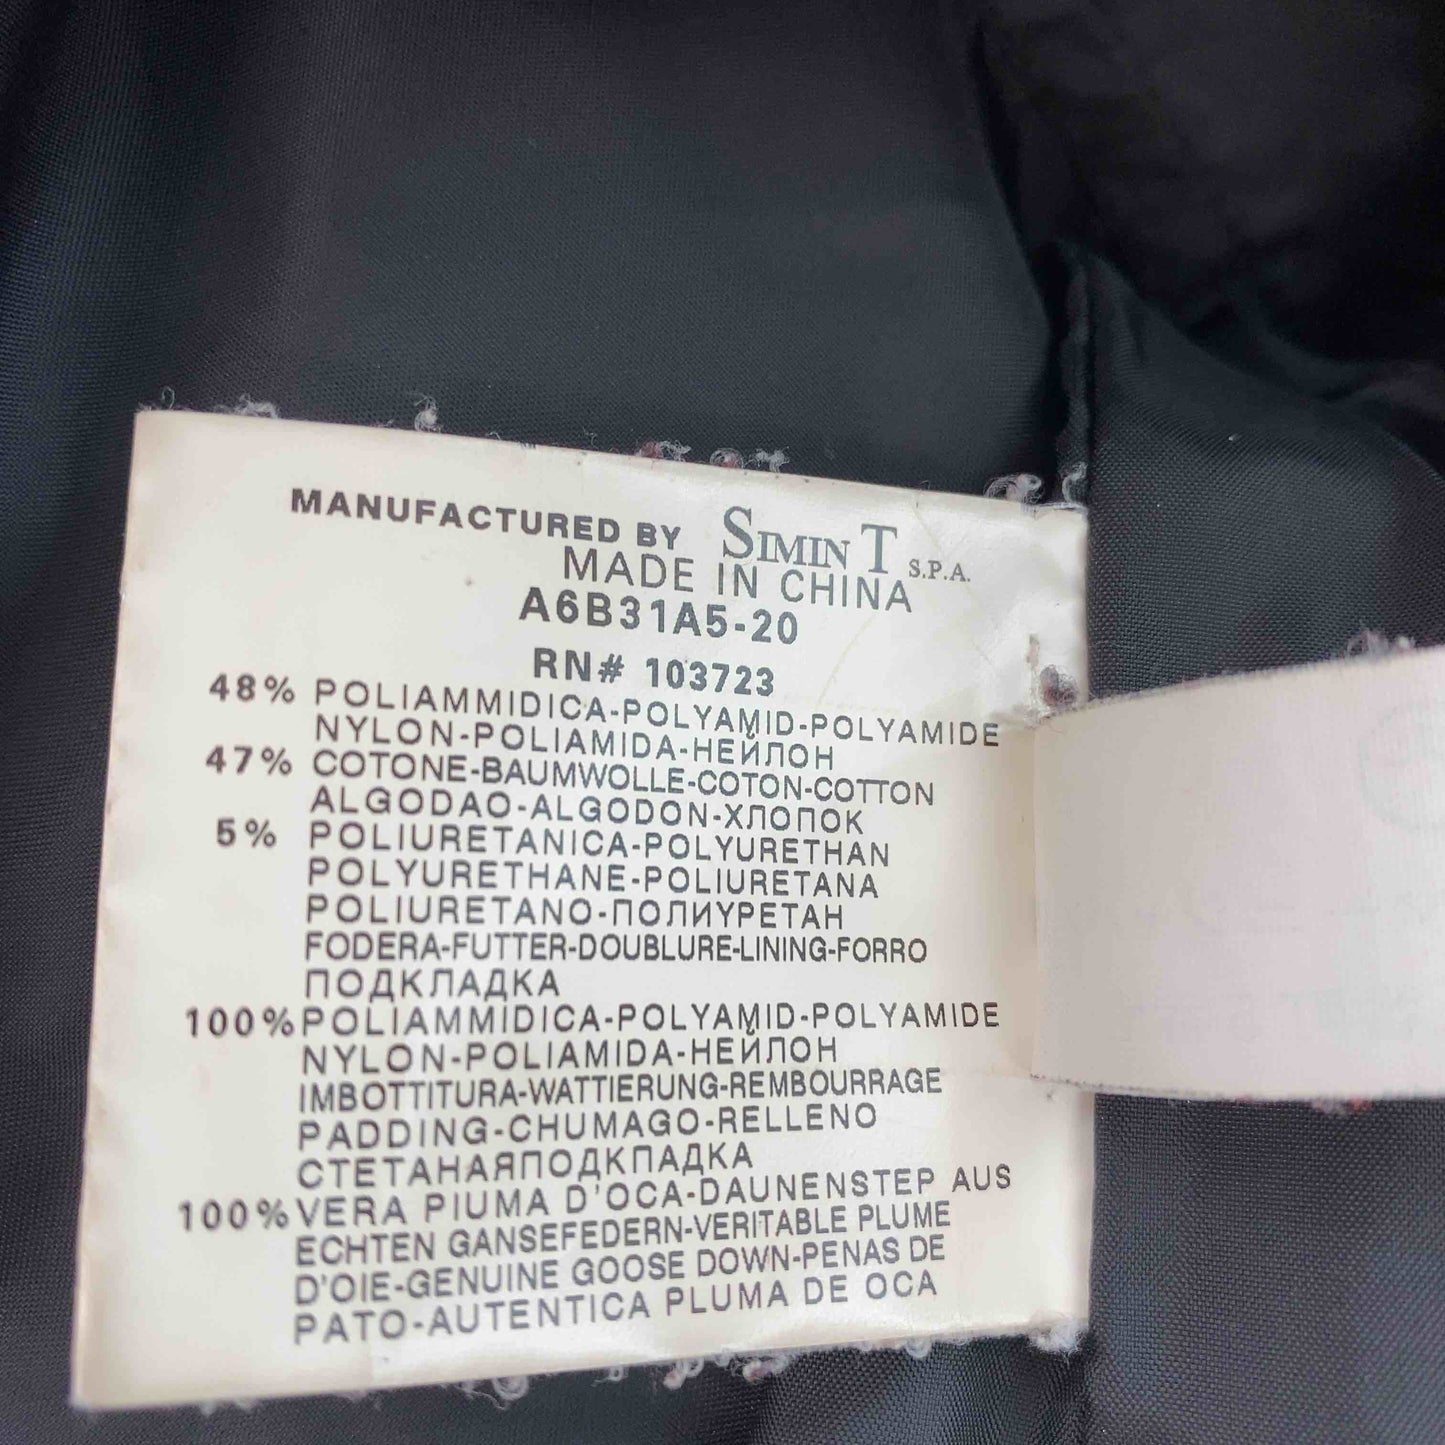 MANUFACTURED BY SIMIN T S.P.A.
MADE IN CHINA
A6B31A5-20
RN# 103723
48% POLIAMMIDICA-POLYAMID-POLYAMIDE
NYLON-POLIAMIDA-НЕЙЛОН
47% COTONE-BAUMWOLLE-COTON-COTTON
ALGODAO-ALGODON-ХЛОПОК
5% POLIURETANICA-POLYURETHAN
POLYURETHANE-POLIURETANA
POLIURETANO-ПОЛИУРЕТАН
FODERA-FUTTER-DOUBLURE-LINING-FORRO
ПОДКЛАДКА
100% POLIAMMIDICA-POLYAMID-POLYAMIDE
NYLON-POLIAMIDA-НЕЙЛОН
IMBOTTITURA-WATTIERUNG-REMBOURRAGE
PADDING-CHUMAGO-RELLENO
СТЕТАНАЯПОДКПАДКА
100% VERA PIUMA D'OCA-DAUNENSTEP AUS
ECHTEN GANSEFEDERN-VERITABLE PLUME
D'OIE-GENUINE GOOSE DOWN-PENAS DE
PATO-AUTENTICA PLUMA DE OCA